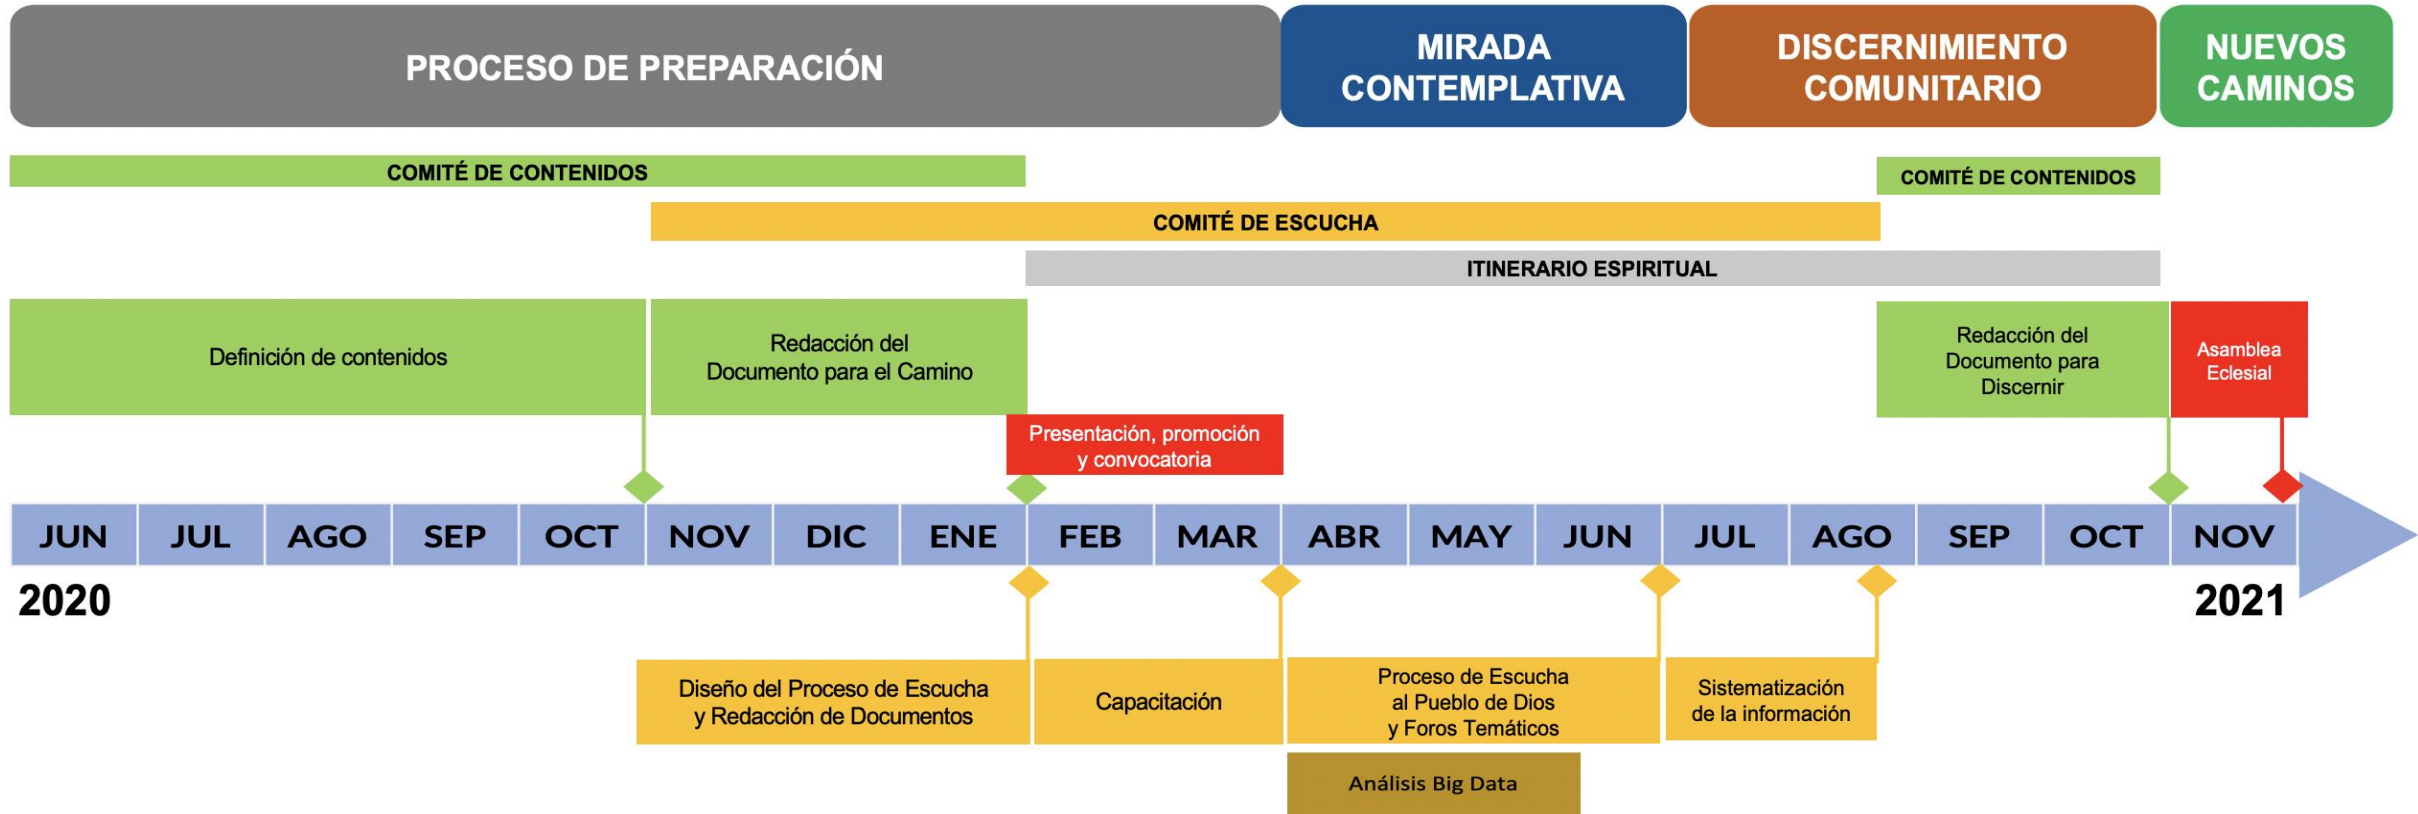 PROCESO DE PREPARACIÓN
MIRADA
CONTEMPLATIVA
DISCERNIMIENTO
COMUNITARIO
NUEVOS
CAMINOS
COMITÉ DE CONTENIDOS
COMITÉ DE CONTENIDOS
COMITÉ DE ESCUCHA
ITINERARIO ESPIRITUAL
Definición de contenidos
Redacción del
Documento para el Camino
Redacción del
Documento para
Discernir
Asamblea
Eclesial
Presentación, promoción
y convocatoria
JUN JUL AGO SEP OCT NOV DIC ENE FEB MAR ABR MAY JUN JUL AGO SEP OCT NOV
2020
2021
Diseño del Proceso de Escucha
y Redacción de Documentos
Capacitación
Proceso de Escucha
al Pueblo de Dios
y Foros Temáticos
Sistematización
de la información
Análisis Big Data